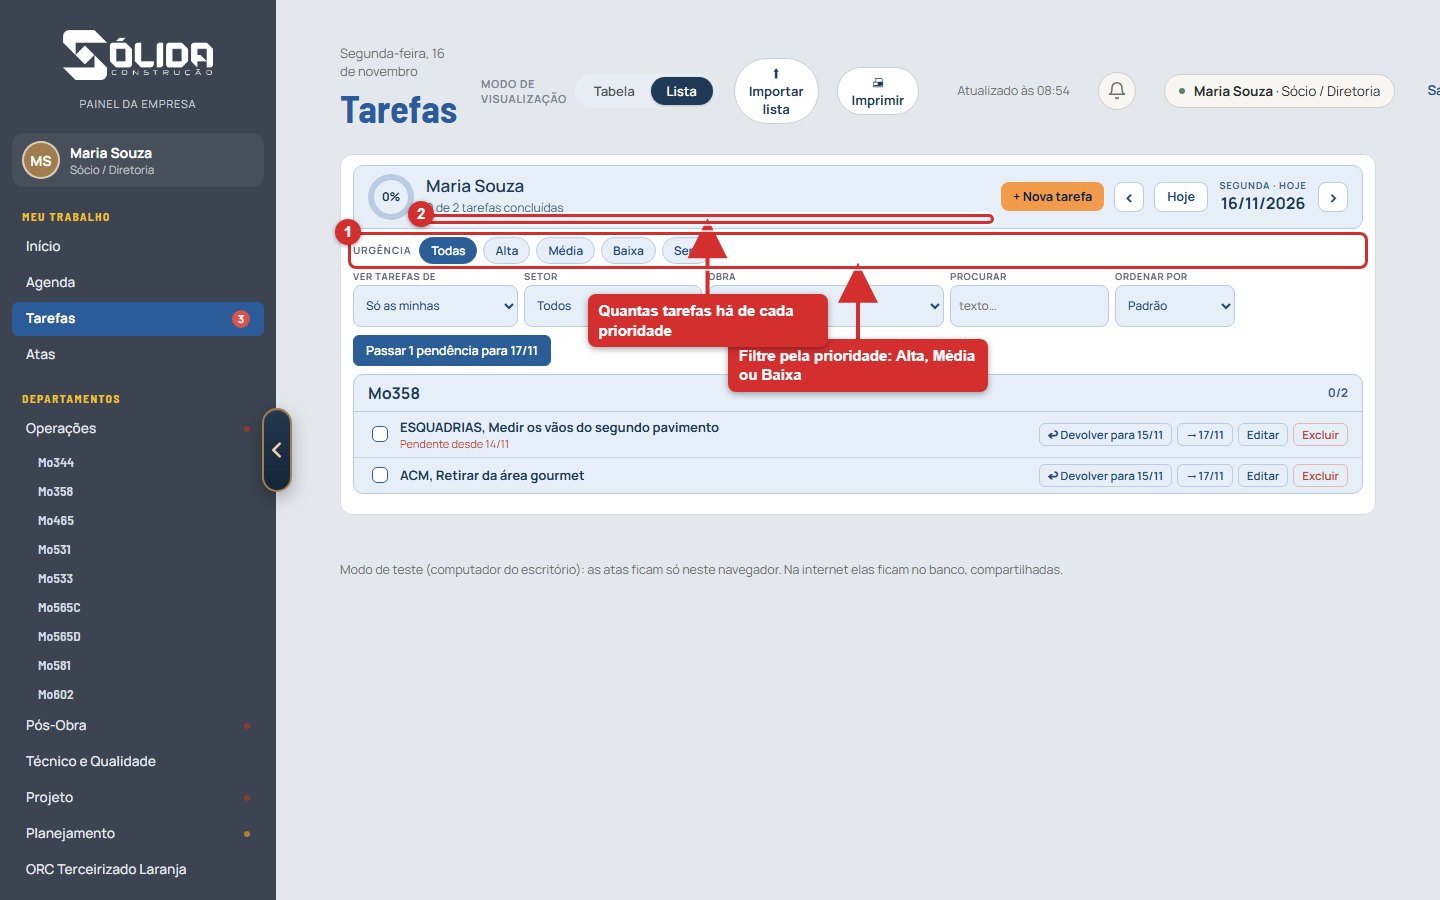 SÓLIDA
CONSTRUÇÃO
PAINEL DA EMPRESA
MS
Maria Souza
Sócio / Diretoria
MEU TRABALHO
Início
Agenda
Tarefas
3
Atas
DEPARTAMENTOS
Operações
Mo344
Mo358
Mo465
Mo531
Mo533
Mo565C
Mo565D
Mo581
Mo602
Pós-Obra
Técnico e Qualidade
Projeto
Planejamento
ORC Terceirizado Laranja
Segunda-feira, 16
de novembro
Tarefas
MODO DE
VISUALIZAÇÃO
Tabela
Lista
Importar
lista
Imprimir
Atualizado às 08:54
Maria Souza · Sócio / Diretoria
0%
Maria Souza
de 2 tarefas concluídas
+ Nova tarefa
‹
Hoje
SEGUNDA · HOJE
16/11/2026
›
2
1
URGÊNCIA
Todas
Alta
Média
Baixa
VER TAREFAS DE
SETOR
OBRA
PROCURAR
ORDENAR POR
Só as minhas
Todos
texto...
Padrão
Quantas tarefas há de cada
prioridade
Filtre pela prioridade: Alta, Média
ou Baixa
Passar 1 pendência para 17/11
Mo358
0/2
ESQUADRIAS, Medir os vãos do segundo pavimento
Pendente desde 14/11
↩ Devolver para 15/11
→ 17/11
Editar
Excluir
ACM, Retirar da área gourmet
↩ Devolver para 15/11
→ 17/11
Editar
Excluir
Modo de teste (computador do escritório): as atas ficam só neste navegador. Na internet elas ficam no banco, compartilhadas.